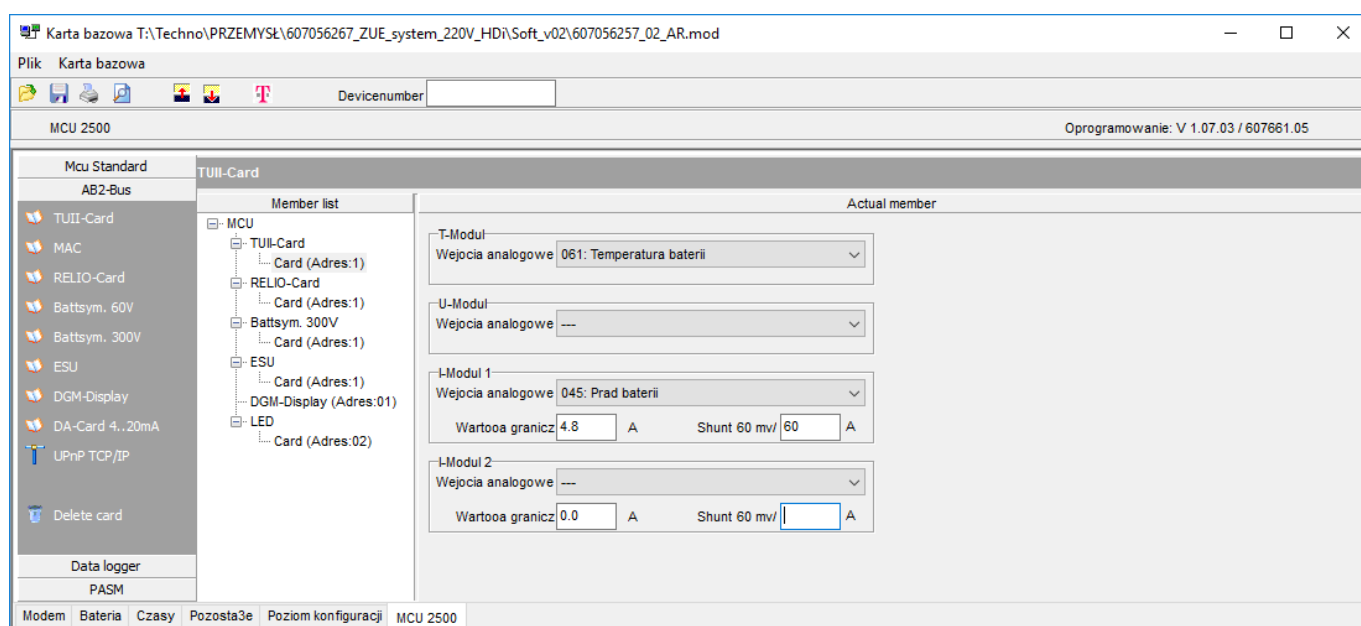 Karta bazowa T:\Techno\PRZEMYSŁ\607056267_ZUE_system_220V_HDi\Soft_v02\607056257_02_AR.mod
Plik Karta bazowa
Devicenumber
MCU 2500 Oprogramowanie: V 1.07.03 / 607661.05
Mcu Standard
AB2-Bus
TUII-Card
MAC
RELIO-Card
Battsym. 60V
Battsym. 300V
ESU
DGM-Display
DA-Card 4..20mA
UPnP TCP/IP
Delete card
Data logger
PASM
TUII-Card
Member list
MCU
TUII-Card
Card (Adres:1)
RELIO-Card
Card (Adres:1)
Battsym. 300V
Card (Adres:1)
ESU
Card (Adres:1)
DGM-Display (Adres:01)
LED
Card (Adres:02)
Actual member
T-Modul
Wejocia analogowe 061: Temperatura baterii
U-Modul
Wejocia analogowe ---
I-Modul 1
Wejocia analogowe 045: Prad baterii
Wartooa granicz 4.8 A Shunt 60 mv/ 60 A
I-Modul 2
Wejocia analogowe ---
Wartooa granicz 0.0 A Shunt 60 mv/ A
Modem Bateria Czasy Pozosta3e Poziom konfiguracji MCU 2500